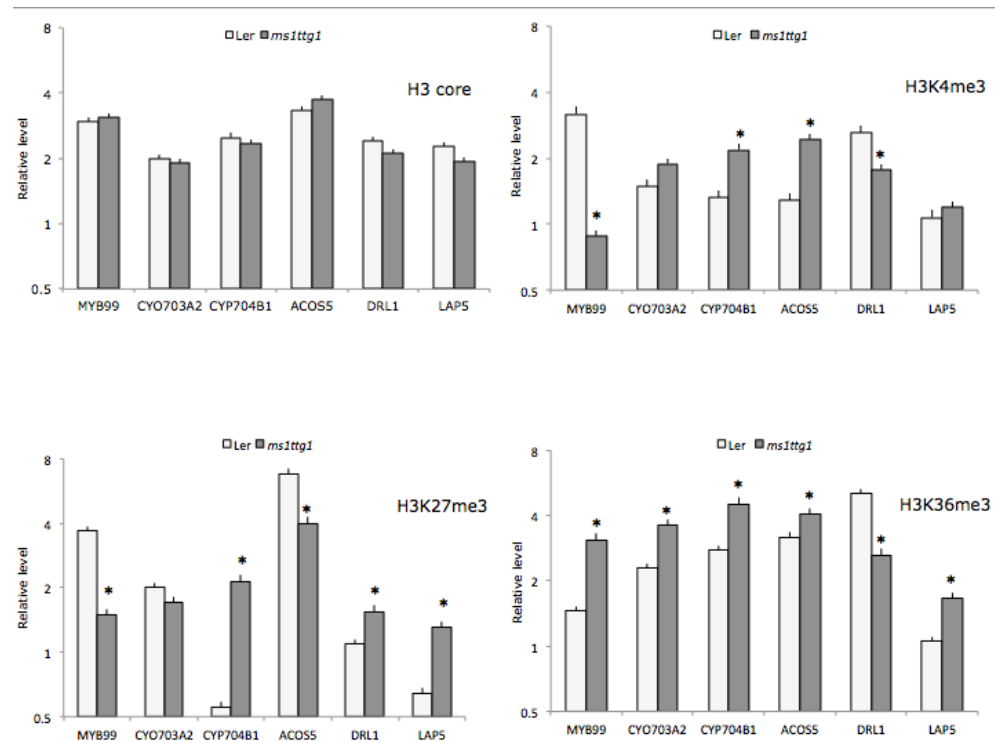 Ler ms1ttg1
H3 core
Relative level
8
4
2
1
0.5
MYB99 CYO703A2 CYP704B1 ACOS5 DRL1 LAP5
Ler ms1ttg1
H3K4me3
Relative level
8
4
2
1
0.5
* * * *
MYB99 CYO703A2 CYP704B1 ACOS5 DRL1 LAP5
Ler ms1ttg1
H3K27me3
Relative level
8
4
2
1
0.5
* * * * *
MYB99 CYO703A2 CYP704B1 ACOS5 DRL1 LAP5
Ler ms1ttg1
H3K36me3
Relative level
8
4
2
1
0.5
* * * * * *
MYB99 CYO703A2 CYP704B1 ACOS5 DRL1 LAP5